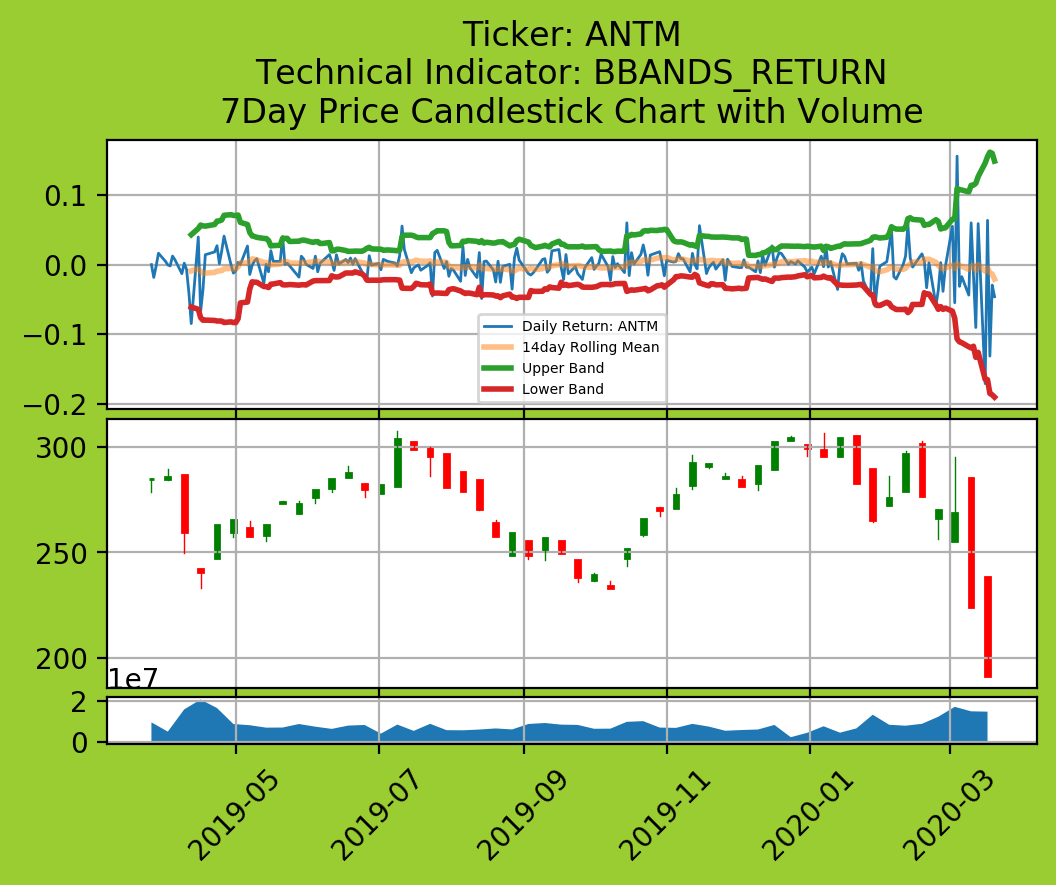 Ticker: ANTM
Technical Indicator: BBANDS_RETURN
7Day Price Candlestick Chart with Volume
0.1
0.0
−0.1
−0.2
Daily Return: ANTM
14day Rolling Mean
Upper Band
Lower Band
300
250
200
1e7
2
0
2019-05
2019-07
2019-09
2019-11
2020-01
2020-03